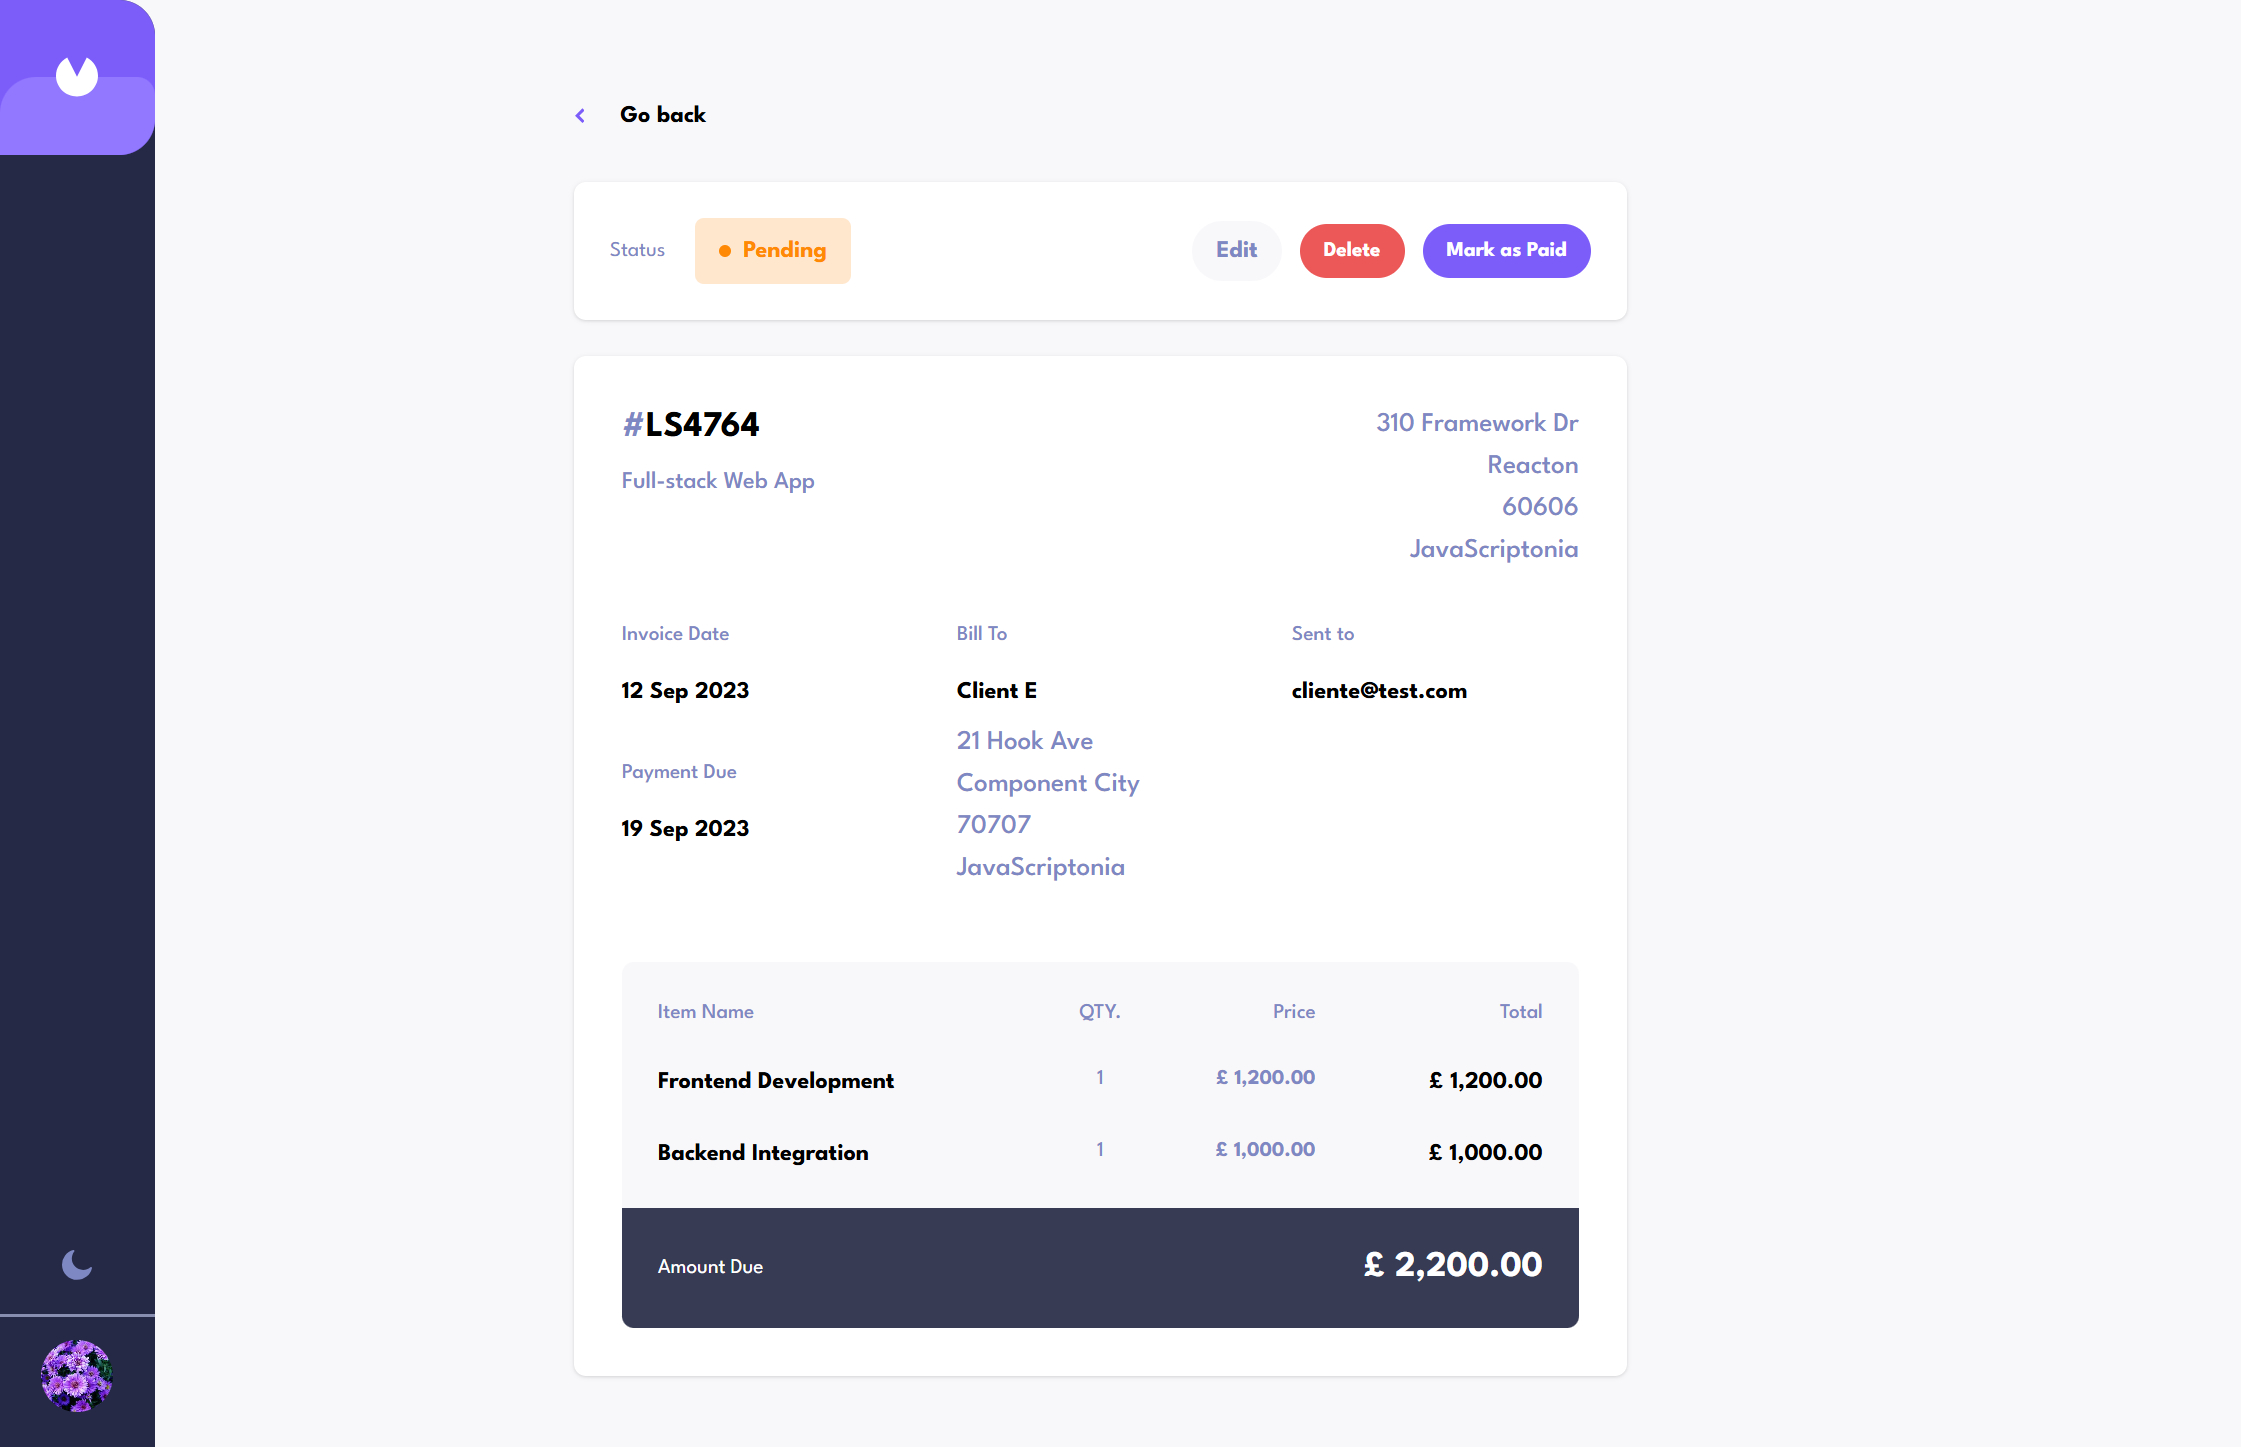 Go back
Status Pending Edit Delete Mark as Paid
#LS4764
Full-stack Web App
310 Framework Dr
Reacton
60606
JavaScriptonia
Invoice Date
12 Sep 2023
Payment Due
19 Sep 2023
Bill To
Client E
21 Hook Ave
Component City
70707
JavaScriptonia
Sent to
cliente@test.com
Item Name QTY. Price Total
Frontend Development 1 £ 1,200.00 £ 1,200.00
Backend Integration 1 £ 1,000.00 £ 1,000.00
Amount Due £ 2,200.00